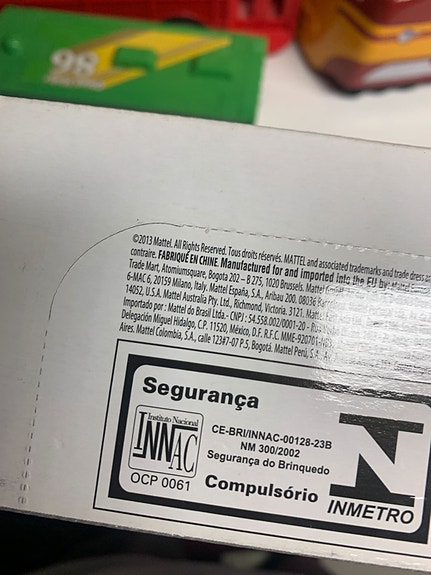 98
©2013 Mattel. All Rights Reserved. Tous droits réservés. MATTEL and associated trademarks and trade dress
contraire. FABRIQUÉ EN CHINE. Manufactured for and imported into the EU by
Trade Mart, Atomiumsquare, Bogota 202 – B 275, 1020 Brussels.
6-MAC 6, 20159 Milano, Italy. Mattel España, S.A., Aribau 200. 08036
14052, U.S.A. Mattel Australia Pty. Ltd., Richmond, Victoria. 3121.
Importado por : Mattel do Brasil Ltda.- CNPJ : 54.558.002/0001-20 -
Delegación Miguel Hidalgo, C.P. 11520, México, D.F. R.F.C. MME-920701-
Aires. Mattel Colombia, S.A., calle 123#7-07 P.5, Bogotá. Mattel Perú, S.A.
Segurança
Instituto Nacional
INNAC
OCP 0061
CE-BRI/INNAC-00128-23B
NM 300/2002
Segurança do Brinquedo
Compulsório
INMETRO